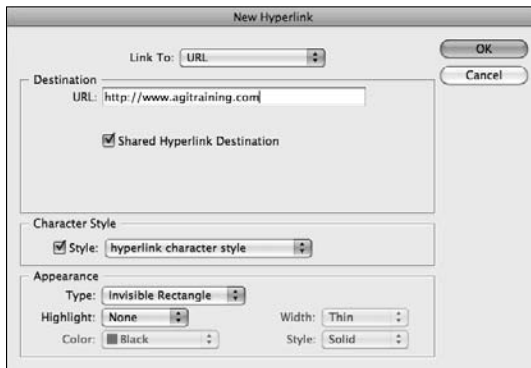 New Hyperlink
Link To: URL
OK
Cancel
Destination
URL: http://www.agitraining.com
Shared Hyperlink Destination
Character Style
Style: hyperlink character style
Appearance
Type: Invisible Rectangle
Highlight: None Width: Thin
Color: Black Style: Solid